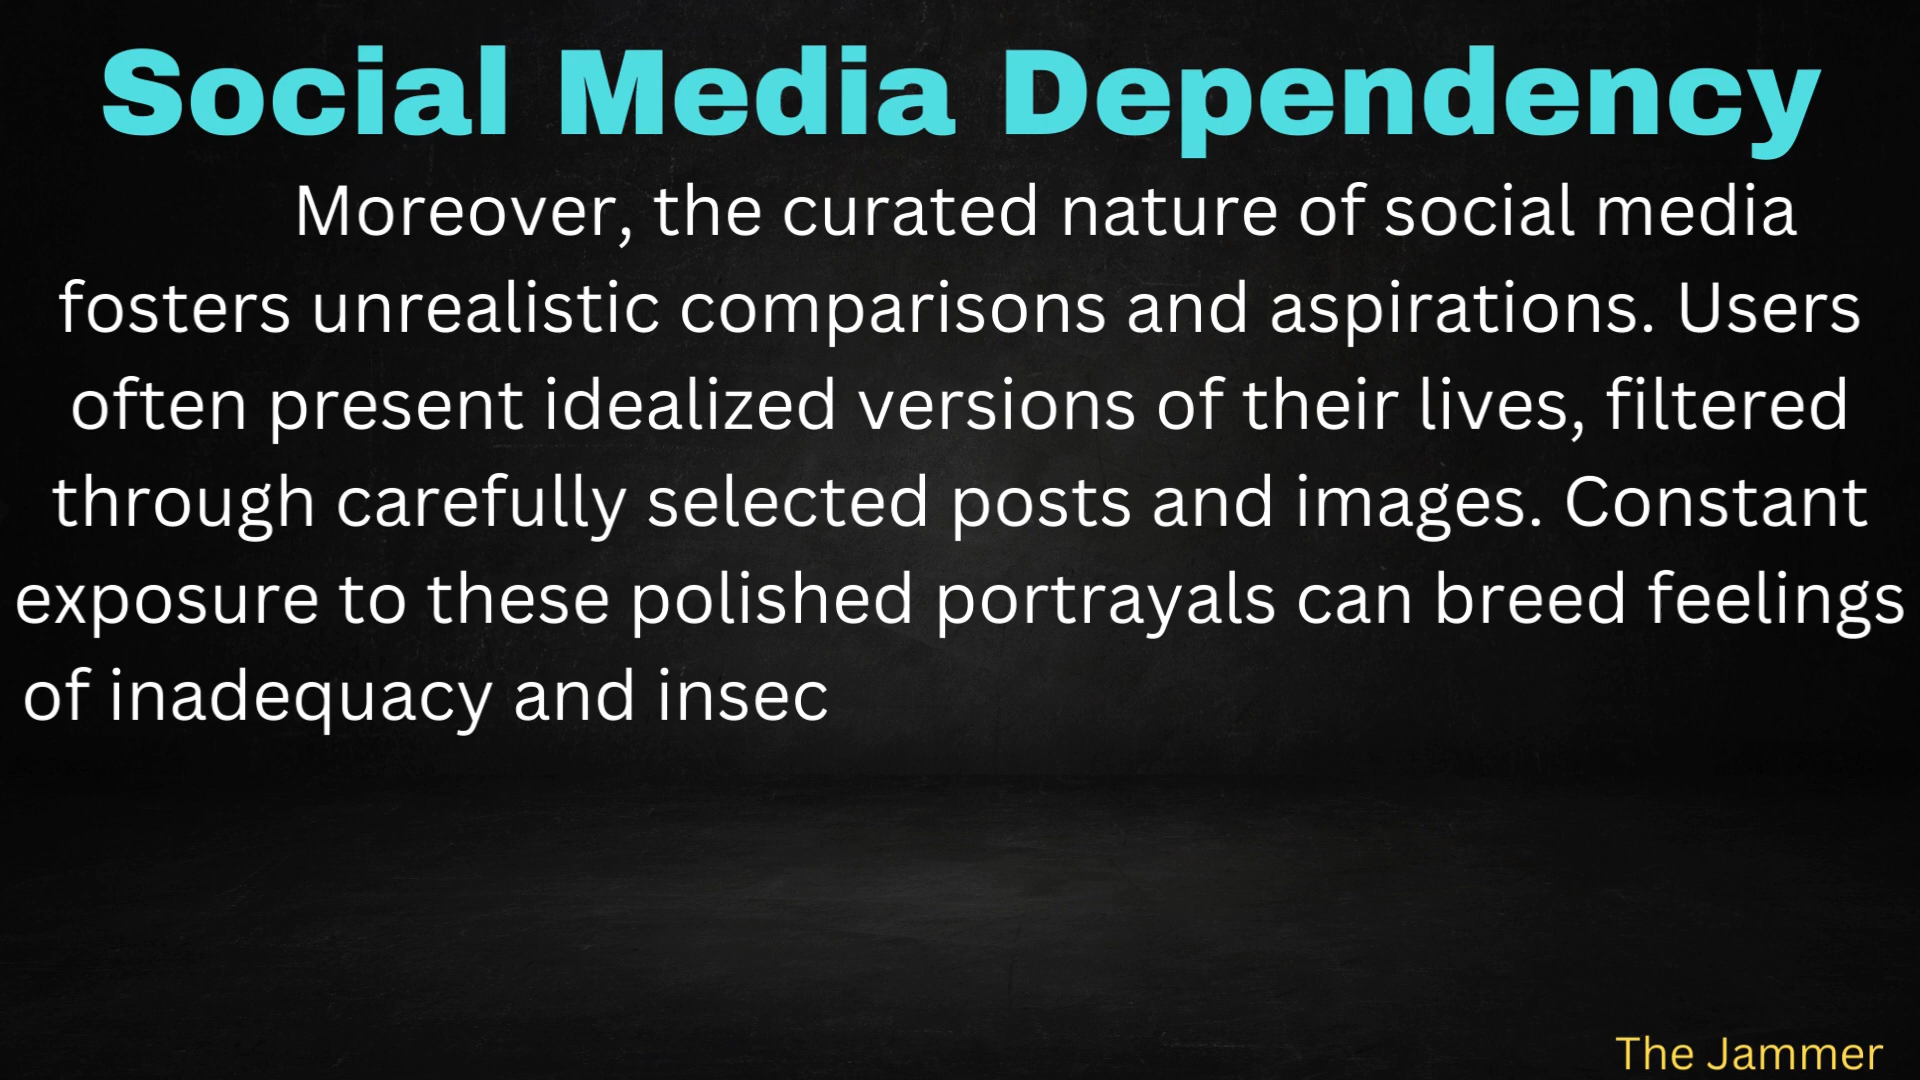 Social Media Dependency
Moreover, the curated nature of social media
fosters unrealistic comparisons and aspirations. Users
often present idealized versions of their lives, filtered
through carefully selected posts and images. Constant
exposure to these polished portrayals can breed feelings
of inadequacy and insec
The Jammer